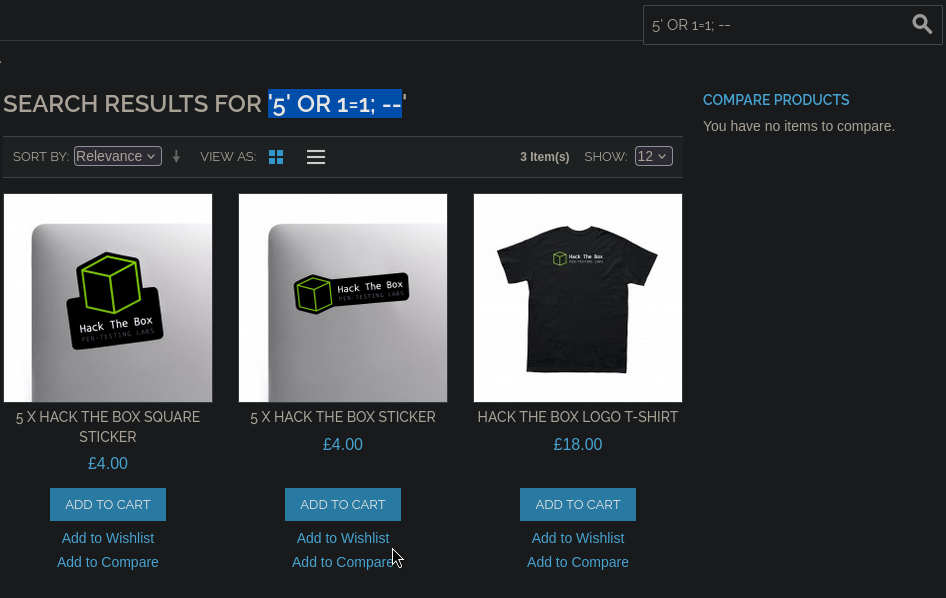 5' OR 1=1; --
SEARCH RESULTS FOR '5' OR 1=1; --'
COMPARE PRODUCTS
You have no items to compare.
SORT BY: Relevance VIEW AS: 3 Item(s) SHOW: 12
Hack The Box
PEN-TESTING LABS
Hack The Box
PEN-TESTING LABS
Hack The Box
PEN-TESTING LABS
5 X HACK THE BOX SQUARE
STICKER
£4.00
ADD TO CART
Add to Wishlist
Add to Compare
5 X HACK THE BOX STICKER
£4.00
ADD TO CART
Add to Wishlist
Add to Compare
HACK THE BOX LOGO T-SHIRT
£18.00
ADD TO CART
Add to Wishlist
Add to Compare